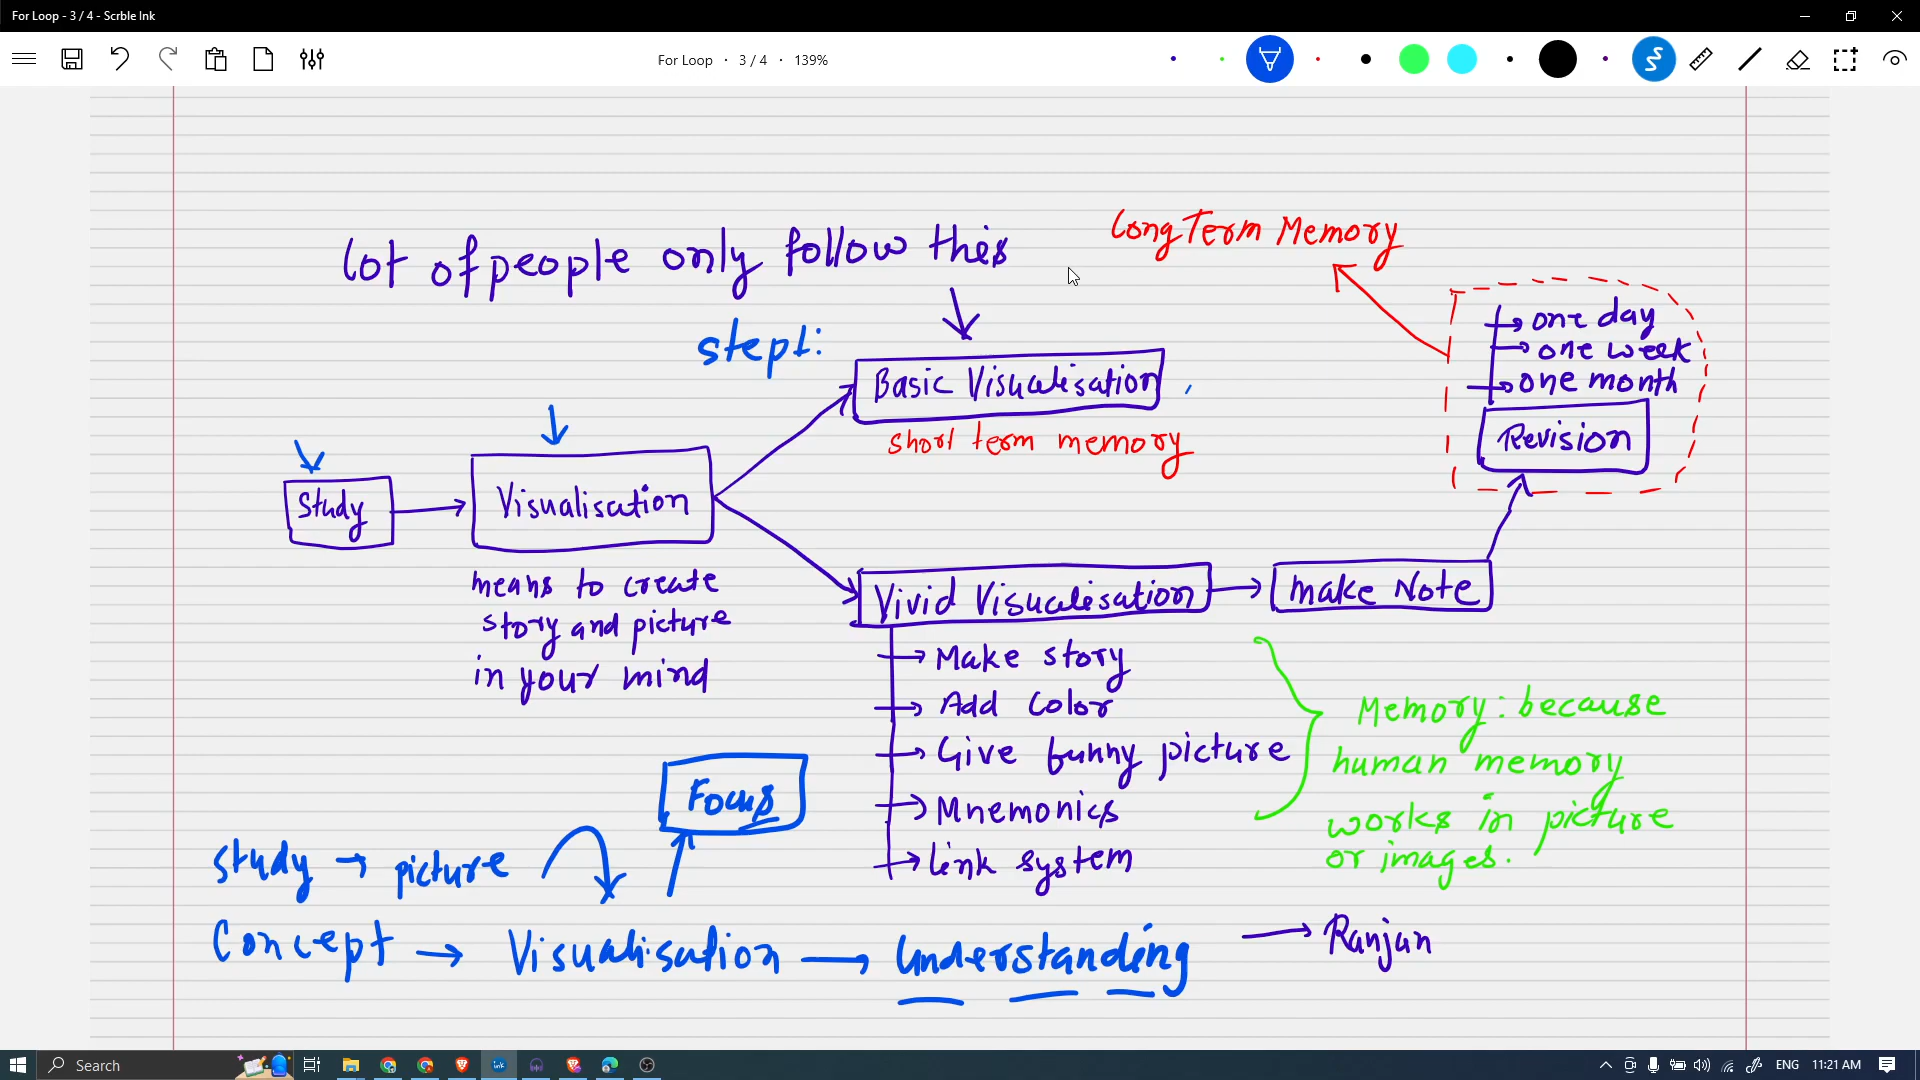 For Loop - 3 / 4 - Scrble Ink
For Loop · 3 / 4 · 139%
Lot of people only follow this
Long Term Memory
one day
one week
one month
Revision
step1:
Basic Visualisation
short term memory
Study
Visualisation
means to create
story and picture
in your mind
Vivid Visualisation
make Note
Make story
Add Color
Give funny picture
Mnemonics
link system
Memory: because
human memory
works in picture
or images.
Focus
study → picture
Concept → Visualisation → Understanding → Ranjan
Search
ENG 11:21 AM